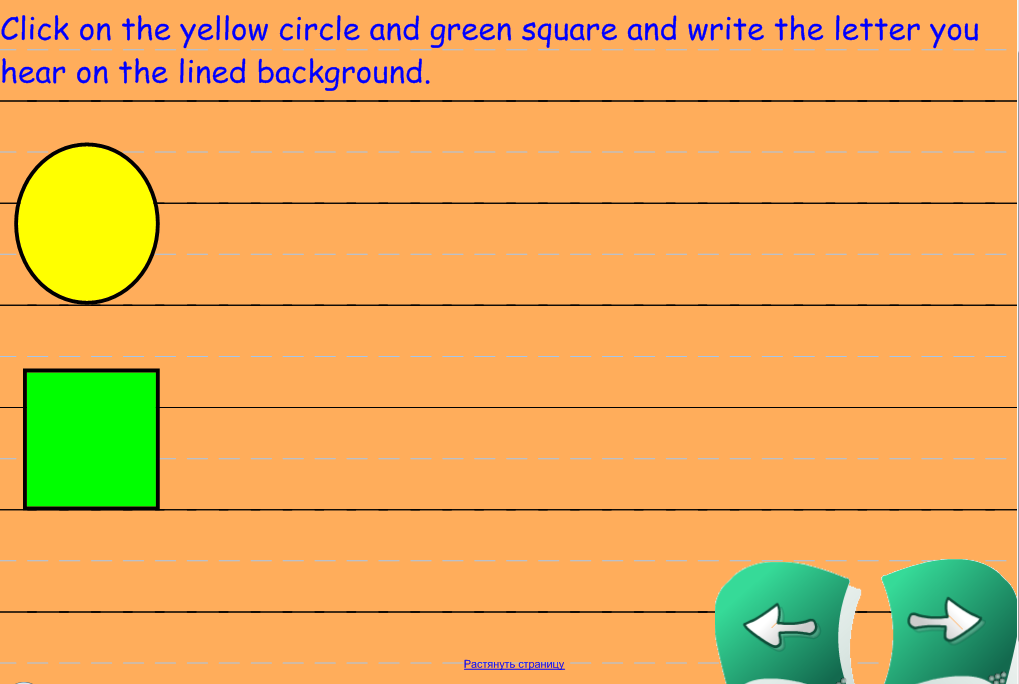 Click on the yellow circle and green square and write the letter you
hear on the lined background.
Растянуть страницу